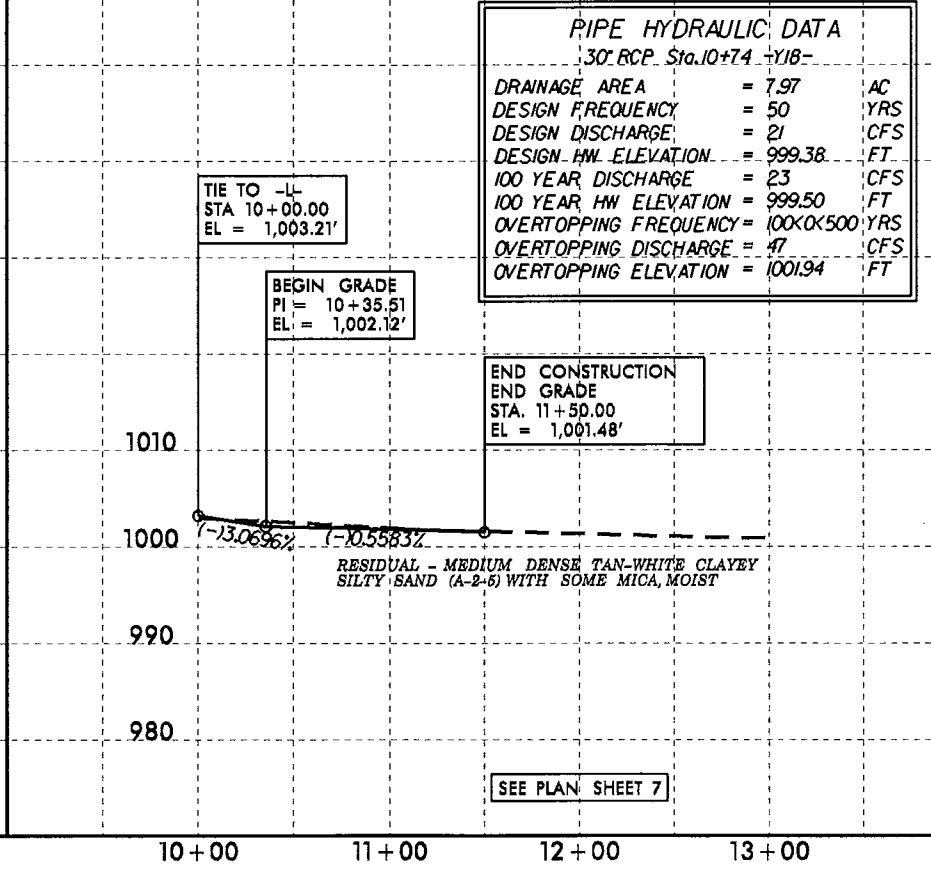 PIPE HYDRAULIC DATA
30" RCP Sta.10+74 -Y18-
DRAINAGE AREA = 7.97 AC
DESIGN FREQUENCY = 50 YRS
DESIGN DISCHARGE = 21 CFS
DESIGN HW ELEVATION = 999.38 FT
100 YEAR DISCHARGE = 23 CFS
100 YEAR HW ELEVATION = 999.50 FT
OVERTOPPING FREQUENCY = 100<Q<500 YRS
OVERTOPPING DISCHARGE = 47 CFS
OVERTOPPING ELEVATION = 1001.94 FT
TIE TO -L-
STA 10+00.00
EL = 1,003.21'
BEGIN GRADE
PI = 10+35.51
EL = 1,002.12'
END CONSTRUCTION
END GRADE
STA. 11+50.00
EL = 1,001.48'
1010
1000
(-)3.0696%
(-)0.5583%
RESIDUAL - MEDIUM DENSE TAN-WHITE CLAYEY
SILTY SAND (A-2-5) WITH SOME MICA, MOIST
990
980
SEE PLAN SHEET 7
10+00
11+00
12+00
13+00